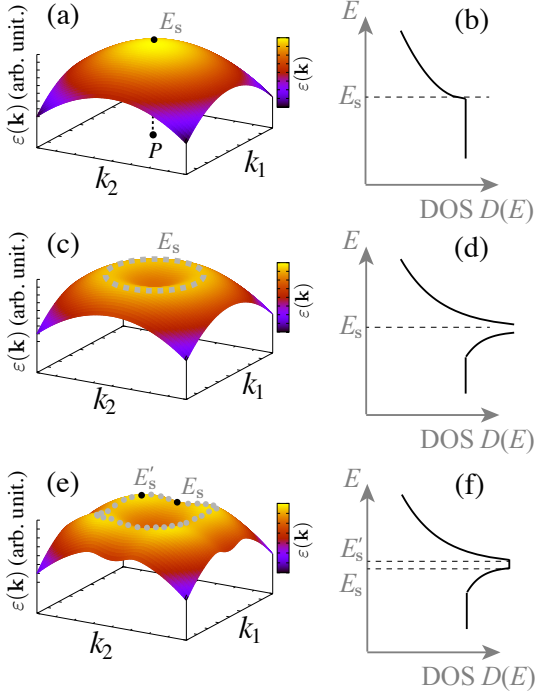 (a)
E_s
ε(k) (arb. unit.)
ε(k)
P
k_2
k_1
(b)
E
E_s
DOS D(E)
(c)
E_s
ε(k) (arb. unit.)
ε(k)
k_2
k_1
(d)
E
E_s
DOS D(E)
(e)
E'_s
E_s
ε(k) (arb. unit.)
ε(k)
k_2
k_1
(f)
E
E'_s
E_s
DOS D(E)